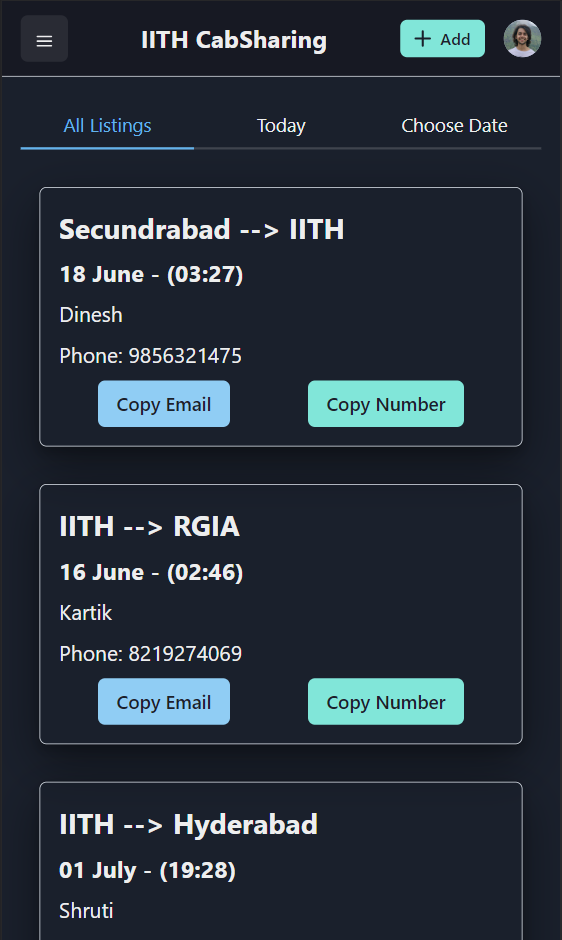 IITH CabSharing
+ Add
All Listings Today Choose Date
Secundrabad --> IITH
18 June - (03:27)
Dinesh
Phone: 9856321475
Copy Email Copy Number
IITH --> RGIA
16 June - (02:46)
Kartik
Phone: 8219274069
Copy Email Copy Number
IITH --> Hyderabad
01 July - (19:28)
Shruti